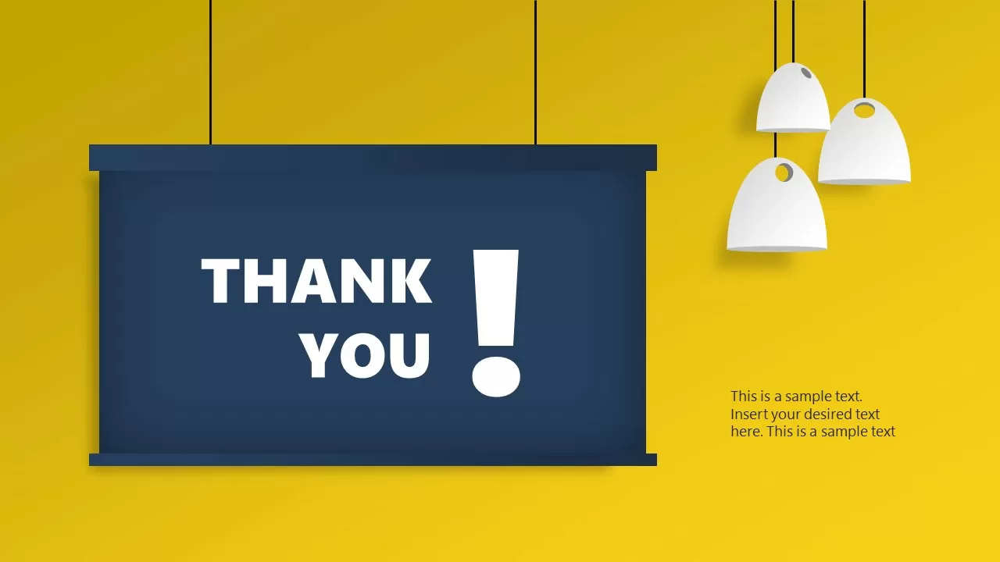 THANK
YOU
!
This is a sample text.
Insert your desired text
here. This is a sample text